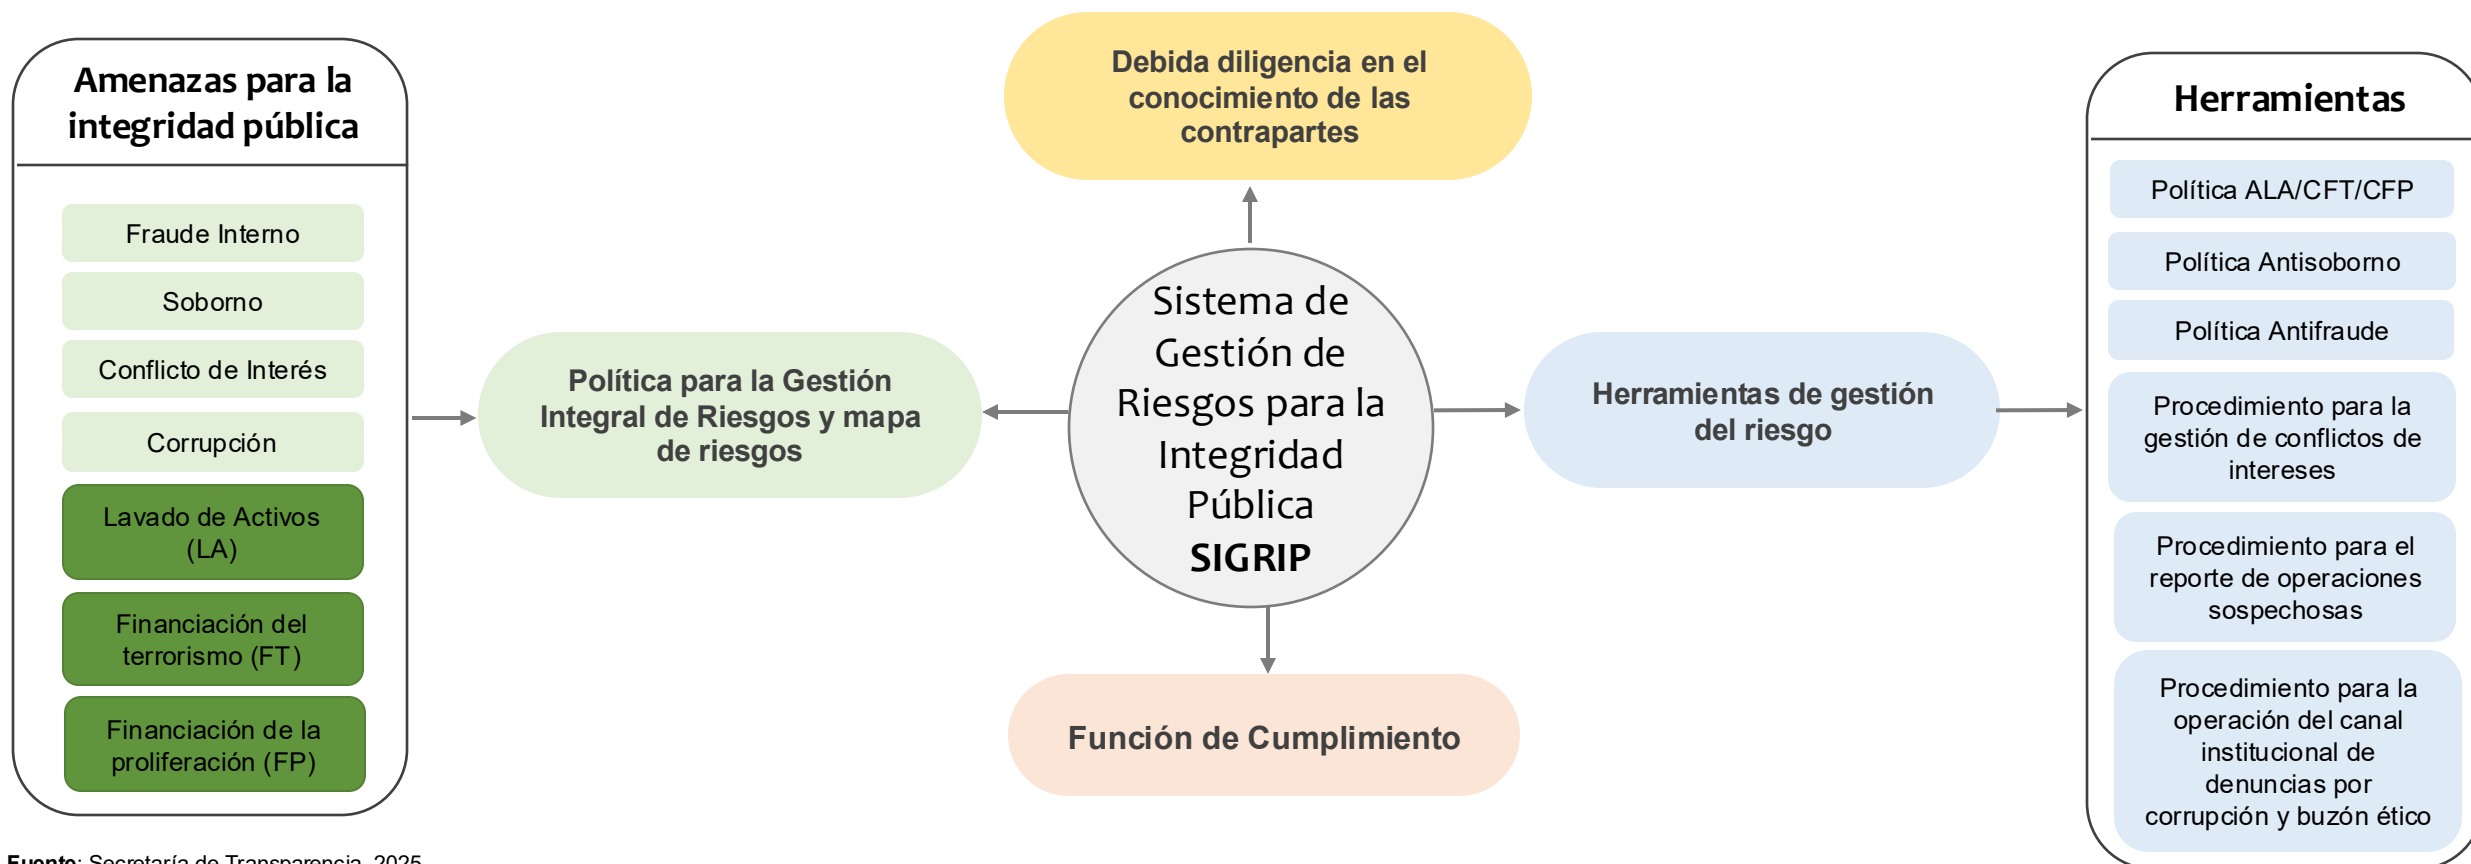 Amenazas para la
integridad pública
Fraude Interno
Soborno
Conflicto de Interés
Corrupción
Lavado de Activos
(LA)
Financiación del
terrorismo (FT)
Financiación de la
proliferación (FP)
Política para la Gestión
Integral de Riesgos y mapa
de riesgos
Debida diligencia en el
conocimiento de las
contrapartes
Sistema de
Gestión de
Riesgos para la
Integridad
Pública
SIGRIP
Función de Cumplimiento
Herramientas de gestión
del riesgo
Herramientas
Política ALA/CFT/CFP
Política Antisoborno
Política Antifraude
Procedimiento para la
gestión de conflictos de
intereses
Procedimiento para el
reporte de operaciones
sospechosas
Procedimiento para la
operación del canal
institucional de
denuncias por
corrupción y buzón ético
Fuente: Secretaría de Transparencia, 2025